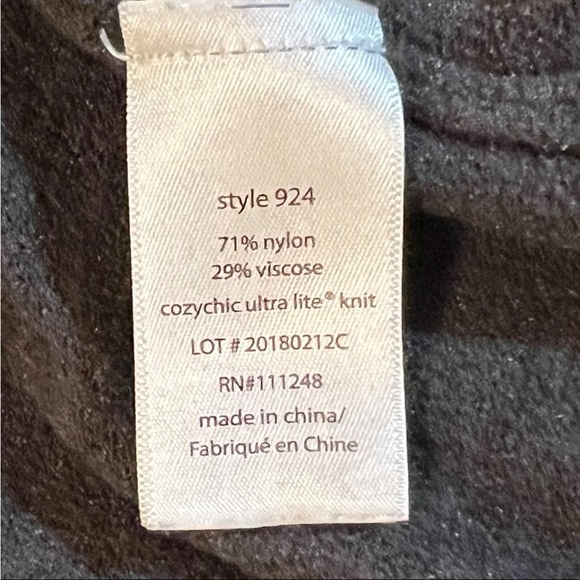 style 924
71% nylon
29% viscose
cozychic ultra lite® knit
LOT # 20180212C
RN#111248
made in china/
Fabriqué en Chine